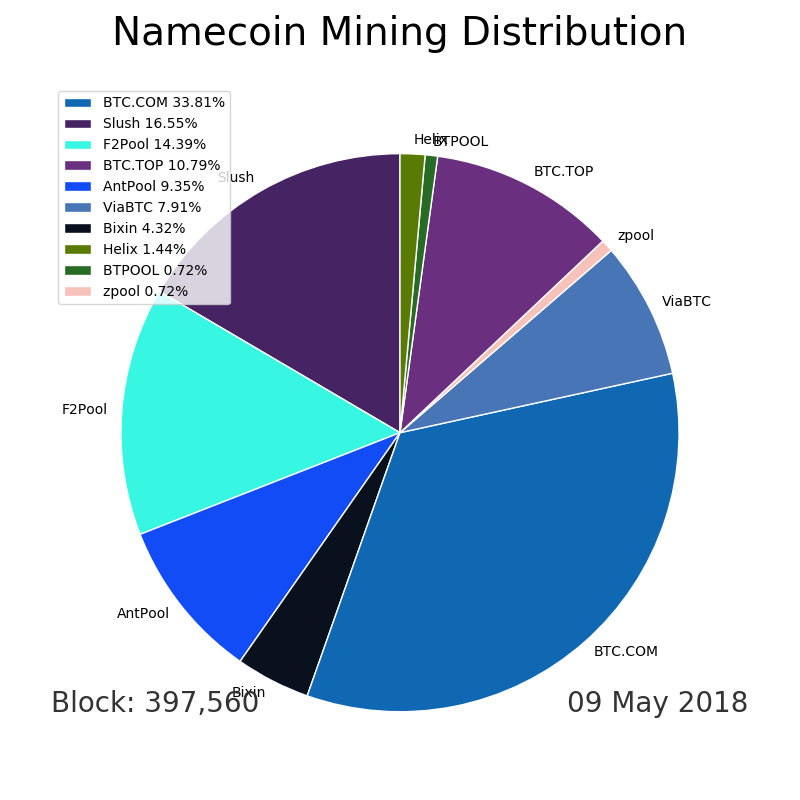 Namecoin Mining Distribution
BTC.COM 33.81%
Slush 16.55%
F2Pool 14.39%
BTC.TOP 10.79%
AntPool 9.35%
ViaBTC 7.91%
Bixin 4.32%
Helix 1.44%
BTPOOL 0.72%
zpool 0.72%
Helix
BTPOOL
BTC.TOP
Slush
zpool
ViaBTC
F2Pool
AntPool
BTC.COM
Bixin
Block: 397,560
09 May 2018